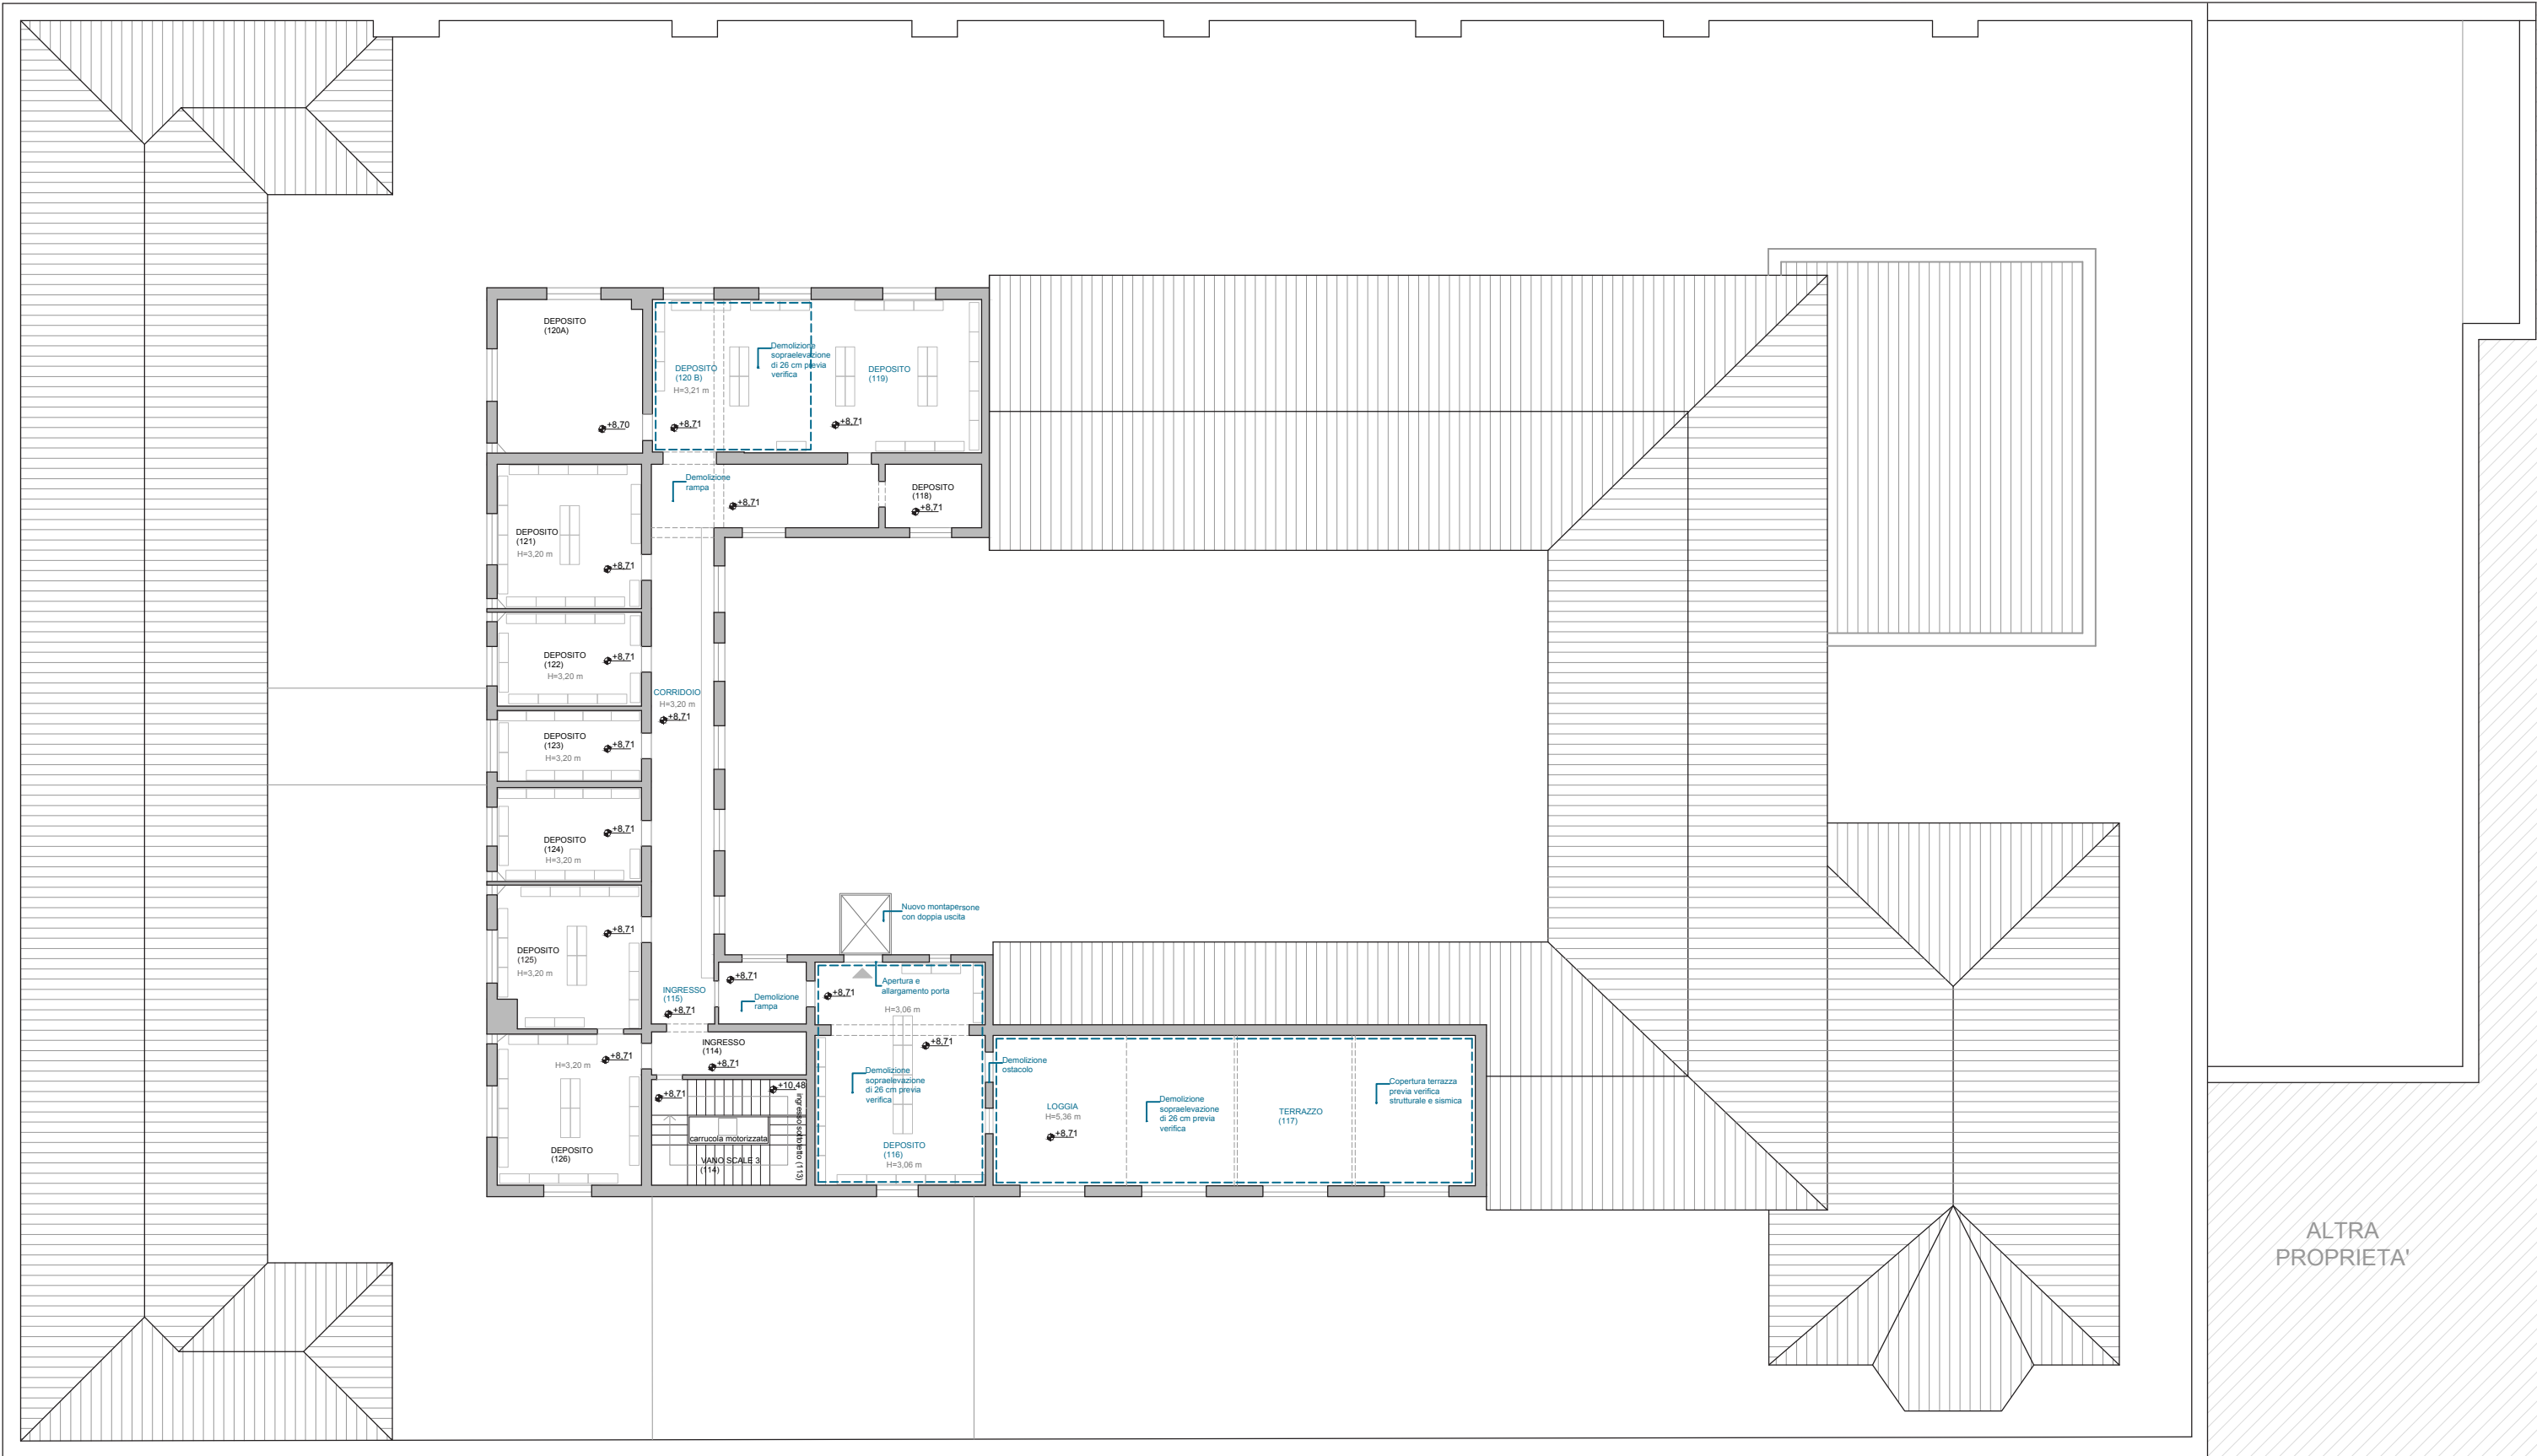 DEPOSITO
(120A)
+8,70
DEPOSITO
(120 B)
H=3,21 m
+8,71
Demolizione
sopraelevazione
di 26 cm previa
verifica
DEPOSITO
(119)
+8,71
Demolizione
rampa
+8,71
DEPOSITO
(118)
+8,71
DEPOSITO
(121)
H=3,20 m
+8,71
DEPOSITO
(122)
H=3,20 m
+8,71
CORRIDOIO
H=3,20 m
+8,71
DEPOSITO
(123)
H=3,20 m
+8,71
DEPOSITO
(124)
H=3,20 m
+8,71
DEPOSITO
(125)
H=3,20 m
+8,71
Nuovo montapersone
con doppia uscita
INGRESSO
(115)
+8,71
+8,71
Demolizione
rampa
+8,71
Apertura e
allargamento porta
H=3,06 m
+8,71
INGRESSO
(114)
+8,71
H=3,20 m
+8,71
DEPOSITO
(126)
+8,71
+10,48
carrucola motorizzata
VANO SCALE 3
(114)
ingresso sottotetto (113)
Demolizione
sopraelevazione
di 26 cm previa
verifica
DEPOSITO
(116)
H=3,06 m
Demolizione
ostacolo
LOGGIA
H=5,36 m
+8,71
Demolizione
sopraelevazione
di 26 cm previa
verifica
TERRAZZO
(117)
Copertura terrazza
previa verifica
strutturale e sismica
ALTRA
PROPRIETA'